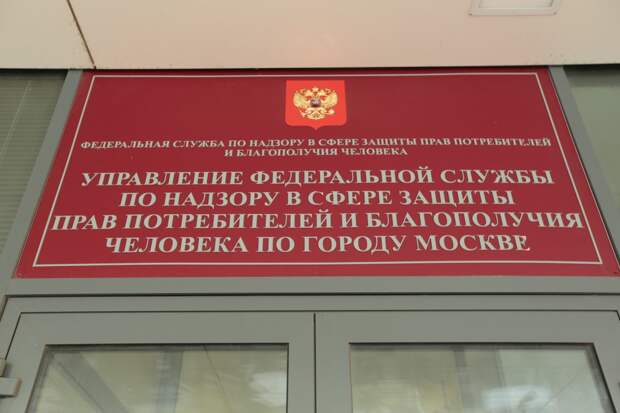 ФЕДЕРАЛЬНАЯ СЛУЖБА ПО НАДЗОРУ В СФЕРЕ ЗАЩИТЫ ПРАВ ПОТРЕБИТЕЛЕЙ
И БЛАГОПОЛУЧИЯ ЧЕЛОВЕКА
УПРАВЛЕНИЕ ФЕДЕРАЛЬНОЙ СЛУЖБЫ
ПО НАДЗОРУ В СФЕРЕ ЗАЩИТЫ
ПРАВ ПОТРЕБИТЕЛЕЙ И БЛАГОПОЛУЧИЯ
ЧЕЛОВЕКА ПО ГОРОДУ МОСКВЕ